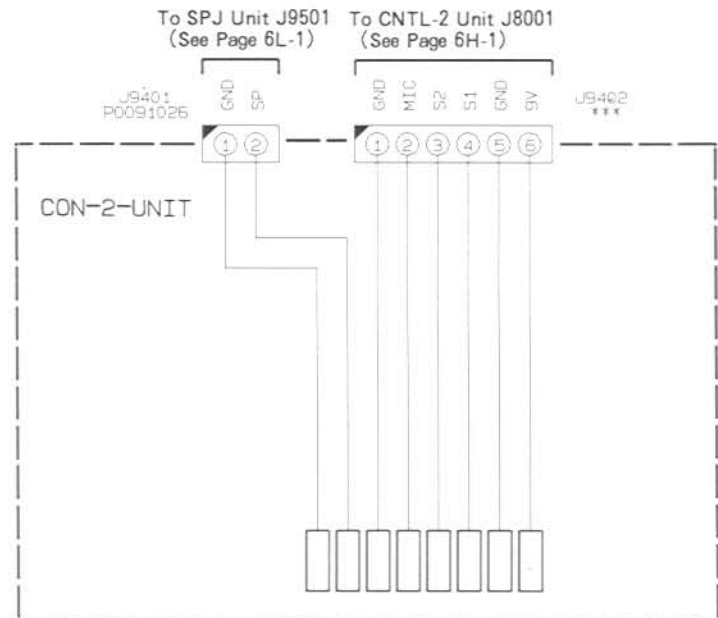 To SPJ Unit J9501
(See Page 6L-1)
To CNTL-2 Unit J8001
(See Page 6H-1)
J9401
P0091026
GND
SP
GND
MIC
S2
S1
GND
9V
J9402
***
1
2
1
2
3
4
5
6
CON-2-UNIT